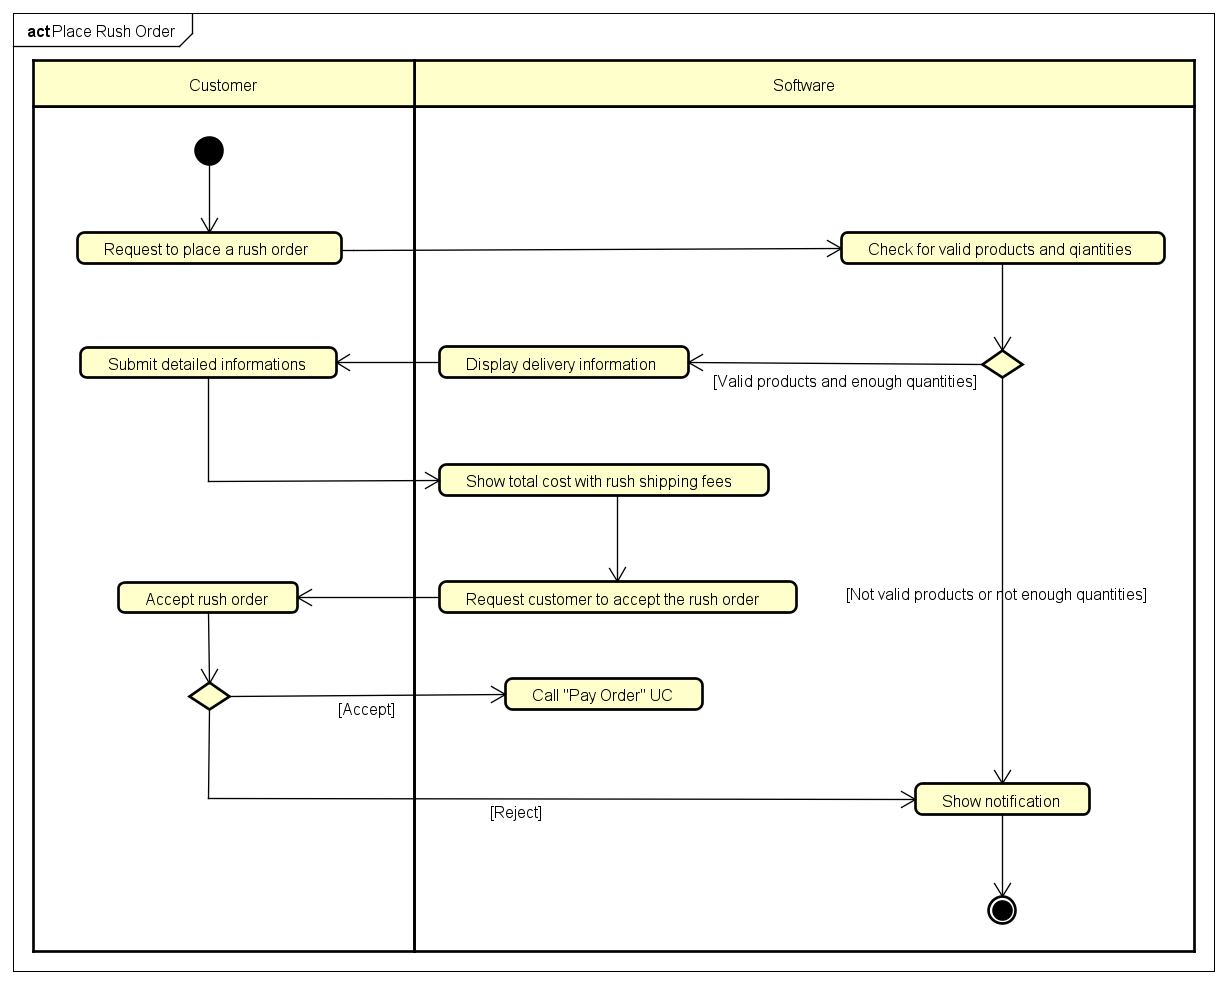 act Place Rush Order
Customer
Software
Request to place a rush order
Check for valid products and qiantities
Submit detailed informations
Display delivery information
[Valid products and enough quantities]
Show total cost with rush shipping fees
Accept rush order
Request customer to accept the rush order
[Not valid products or not enough quantities]
Call "Pay Order" UC
[Accept]
Show notification
[Reject]